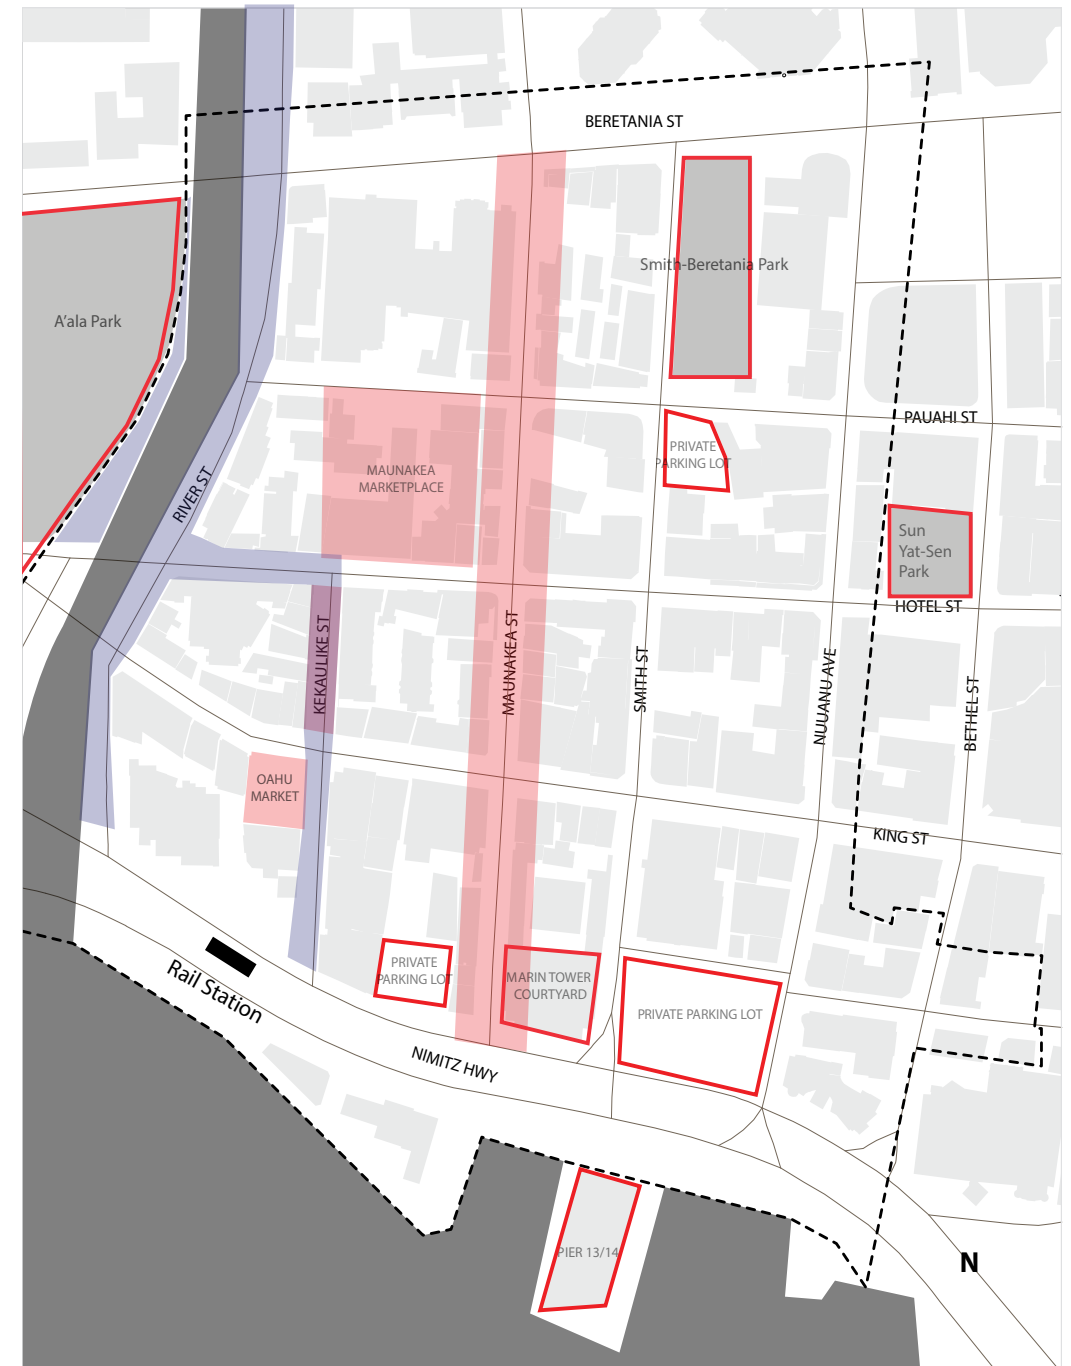 BERETANIA ST
Smith-Beretania Park
A'ala Park
PAUAHI ST
PRIVATE
PARKING LOT
MAUNAKEA
MARKETPLACE
RIVER ST
Sun
Yat-Sen
Park
HOTEL ST
KEKAULIKE ST
MAUNAKEA ST
SMITH ST
NUUANU AVE
BETHEL ST
OAHU
MARKET
KING ST
PRIVATE
PARKING LOT
MARIN TOWER
COURTYARD
PRIVATE PARKING LOT
Rail Station
NIMITZ HWY
PIER 13/14
N